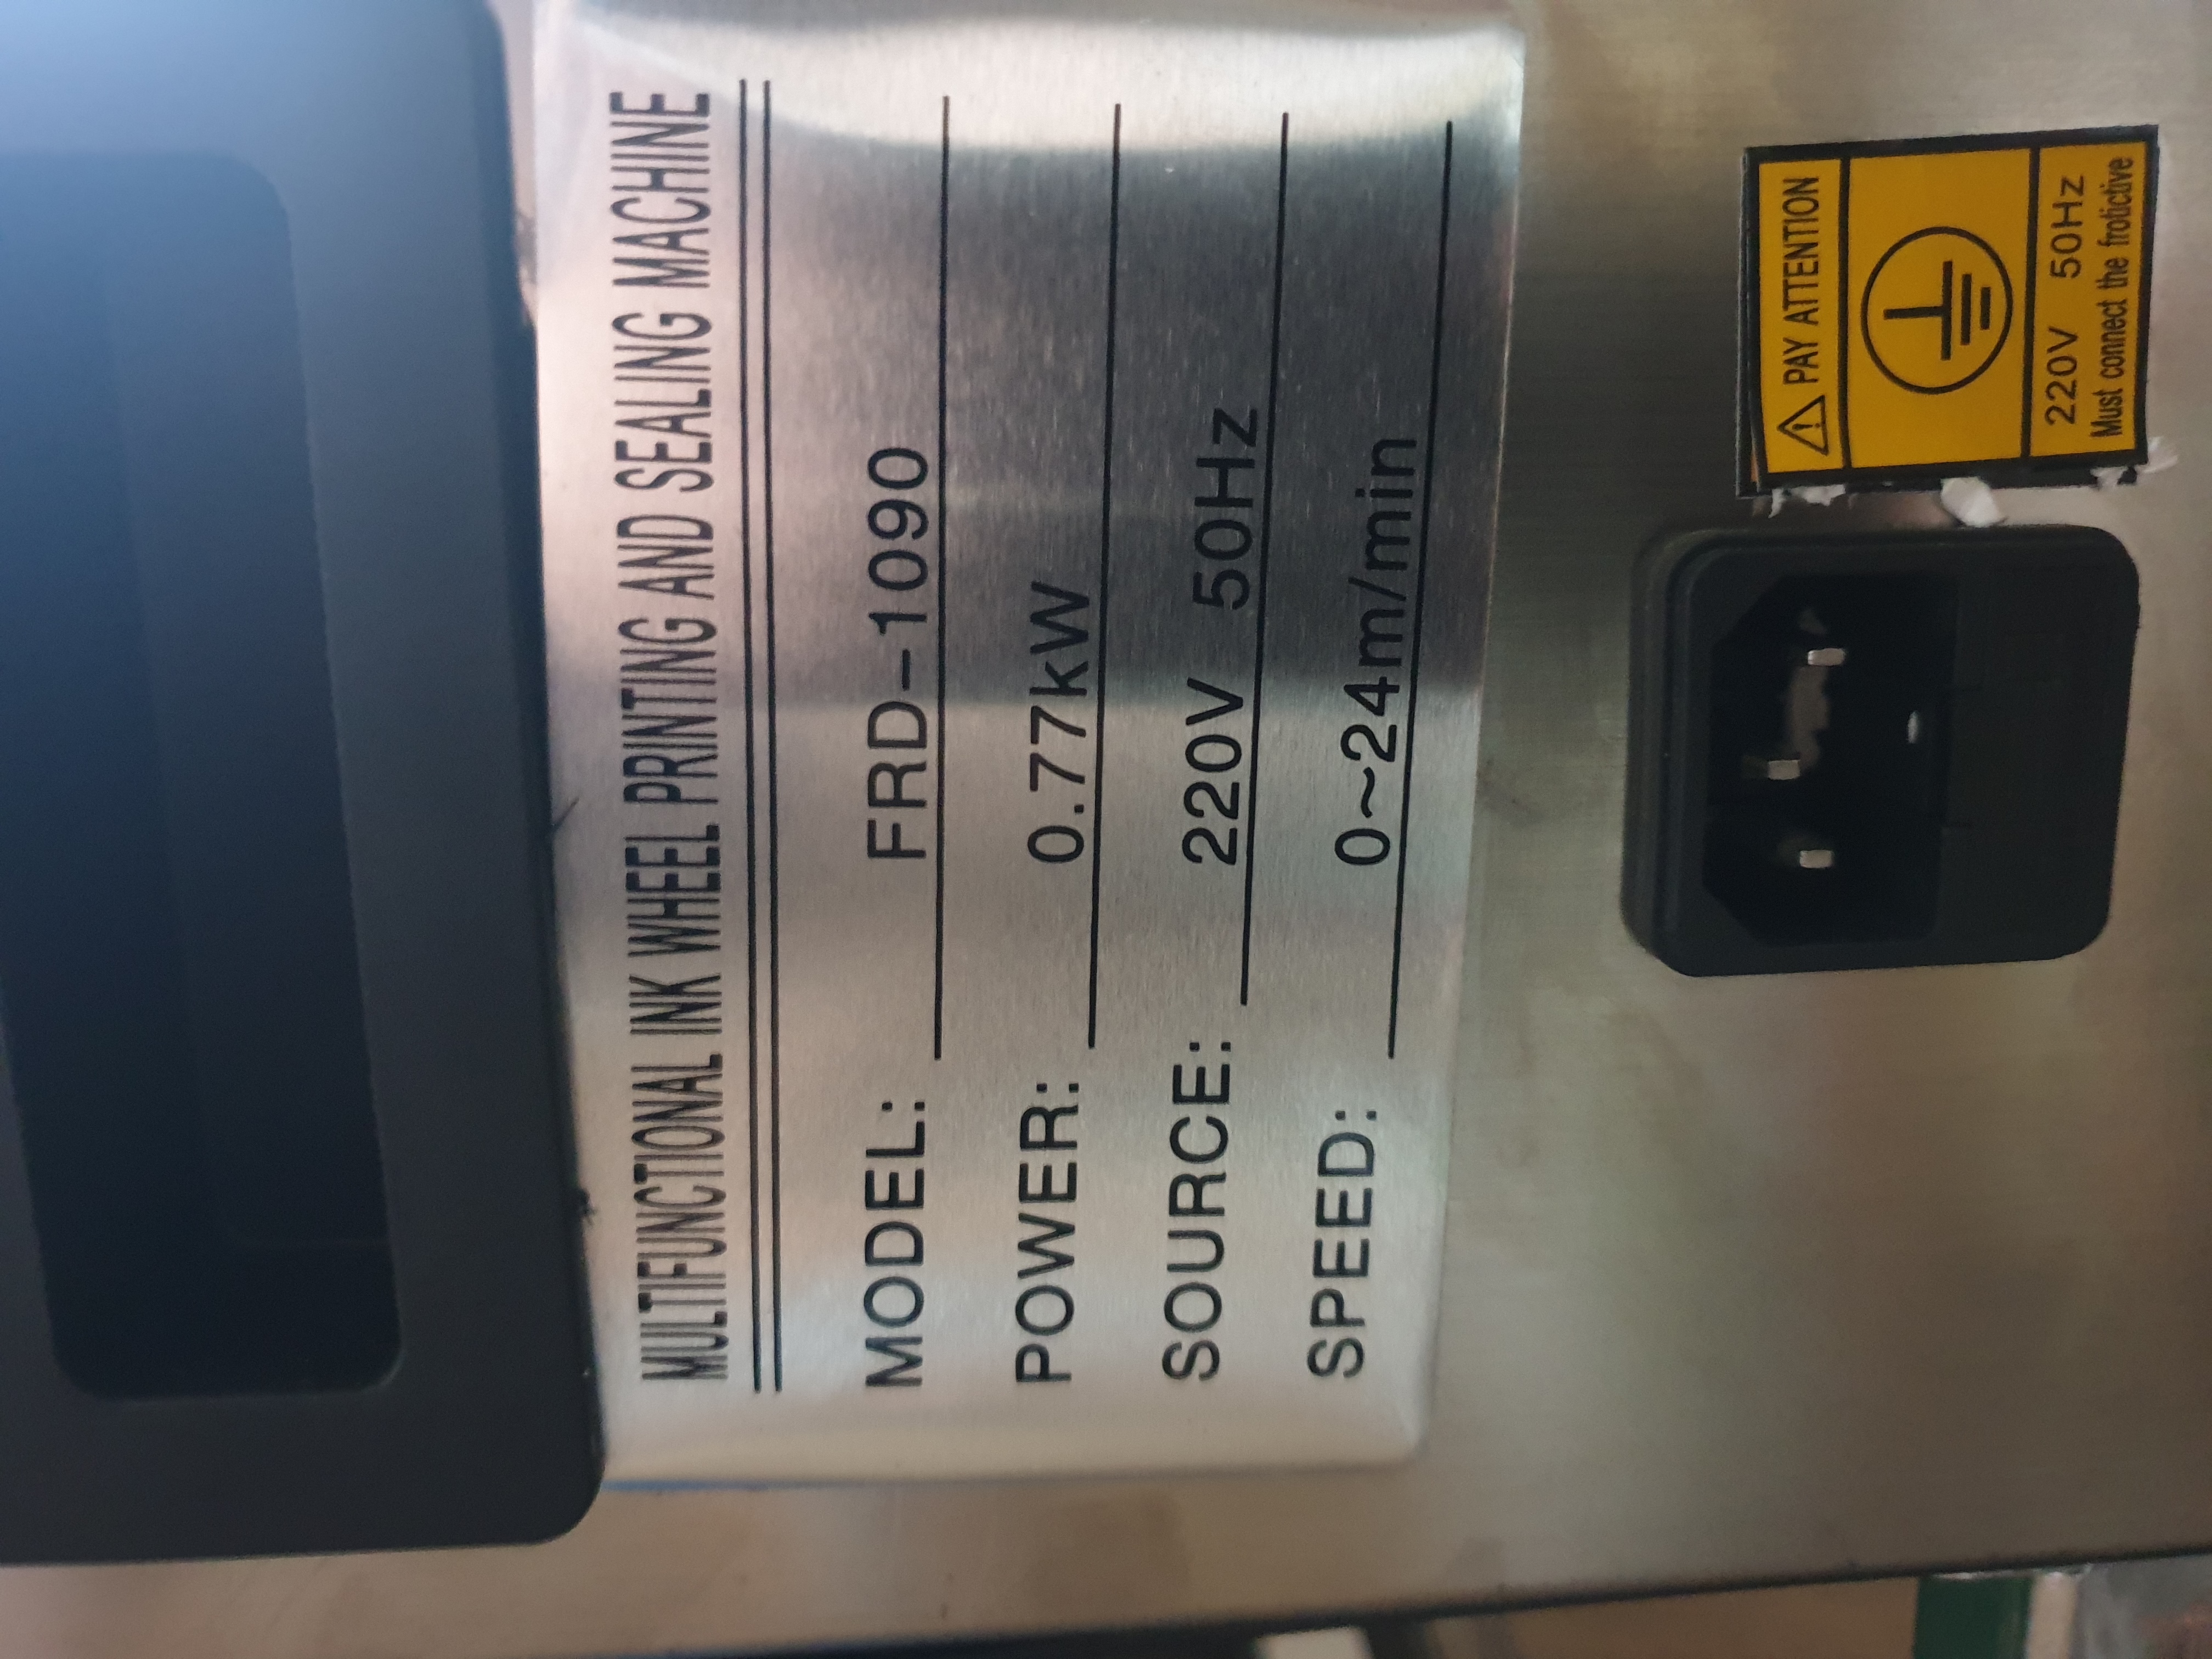 MULTIFUNCTIONAL INK WHEEL PRINTING AND SEALING MACHINE
MODEL: FRD-1090
POWER: 0.77kW
SOURCE: 220V 50Hz
SPEED: 0~24m/min
PAY ATTENTION
220V 50Hz
Must connect the frotictive